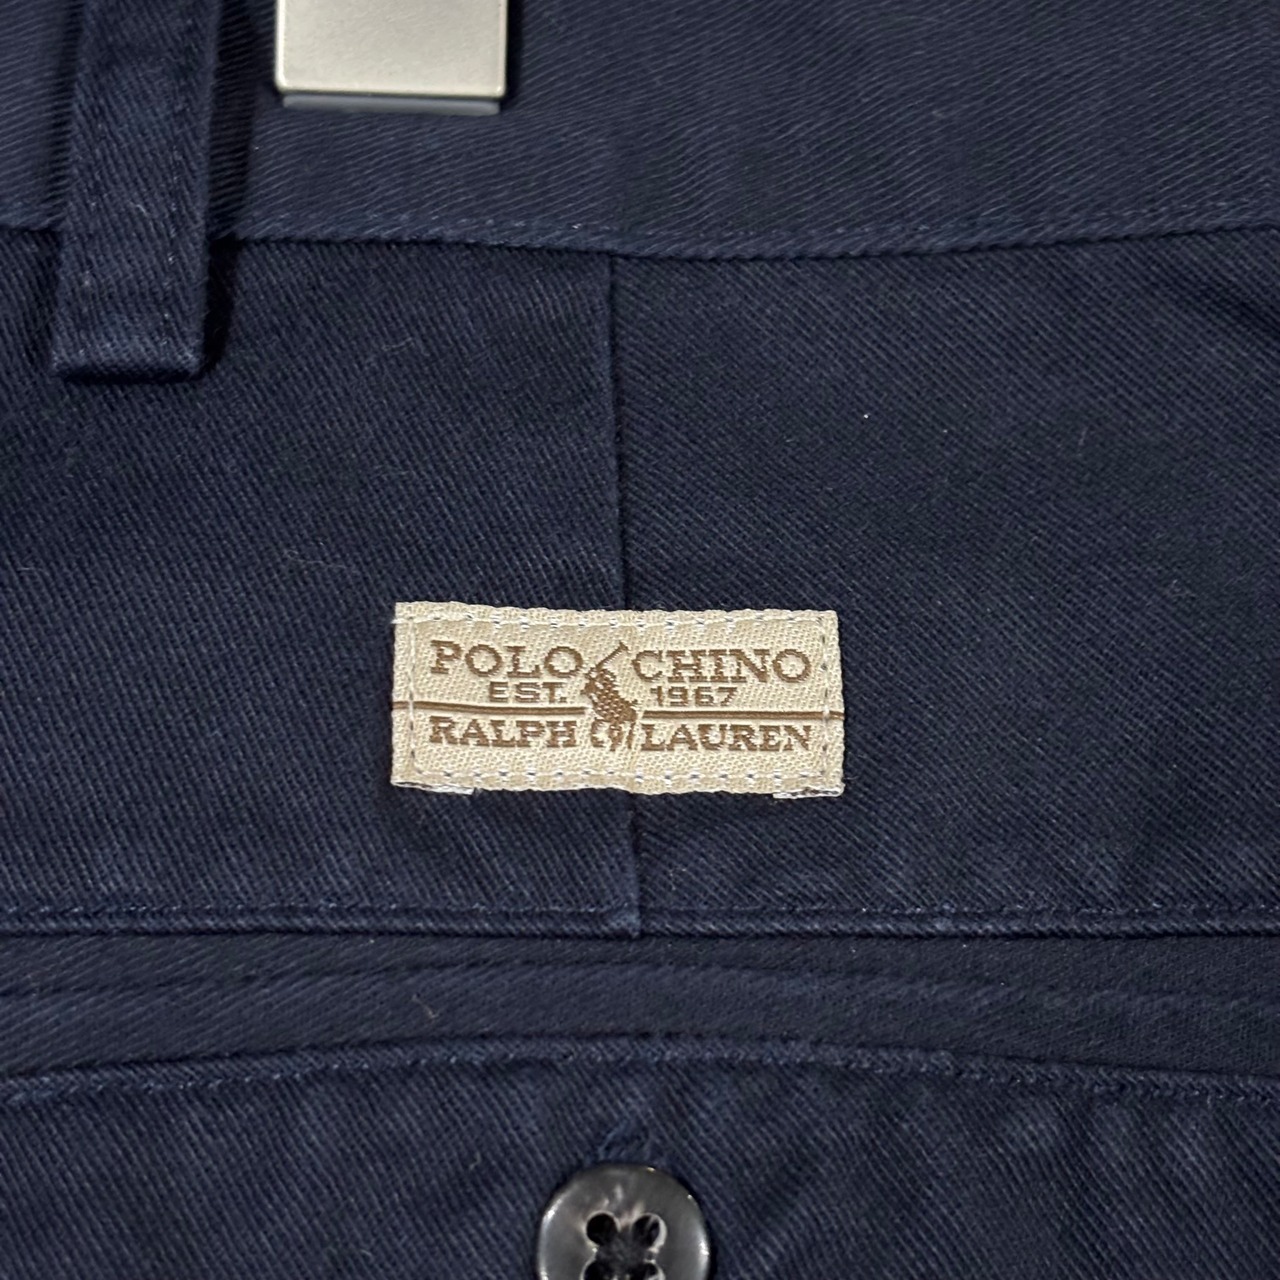 POLO CHINO
EST. 1967
RALPH LAUREN